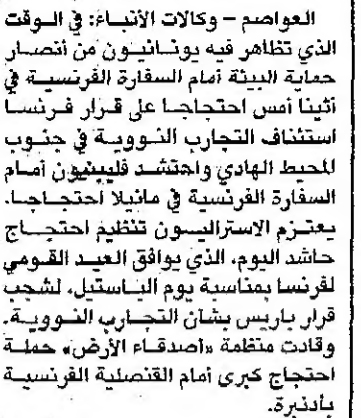 العواصم – وكالات الأنباء: في الوقت
الذي تظاهر فيه يونانيون من أنصار
حماية البيئة أمام السفارة الفرنسية في
أثينا أمس احتجاجا على قرار فرنسا
استئناف التجارب النووية في جنوب
المحيط الهادي واحتشد فلبينيون أمام
السفارة الفرنسية في مانيلا احتجاجا.
يعتزم الاستراليون تنظيم احتجاج
حاشد اليوم، الذي يوافق العيد القومي
لفرنسا بمناسبة يوم الباستيل، لشجب
قرار باريس بشأن التجارب النووية.
وقادت منظمة «أصدقاء الأرض» حملة
احتجاج كبرى أمام القنصلية الفرنسية
بأدنبرة.